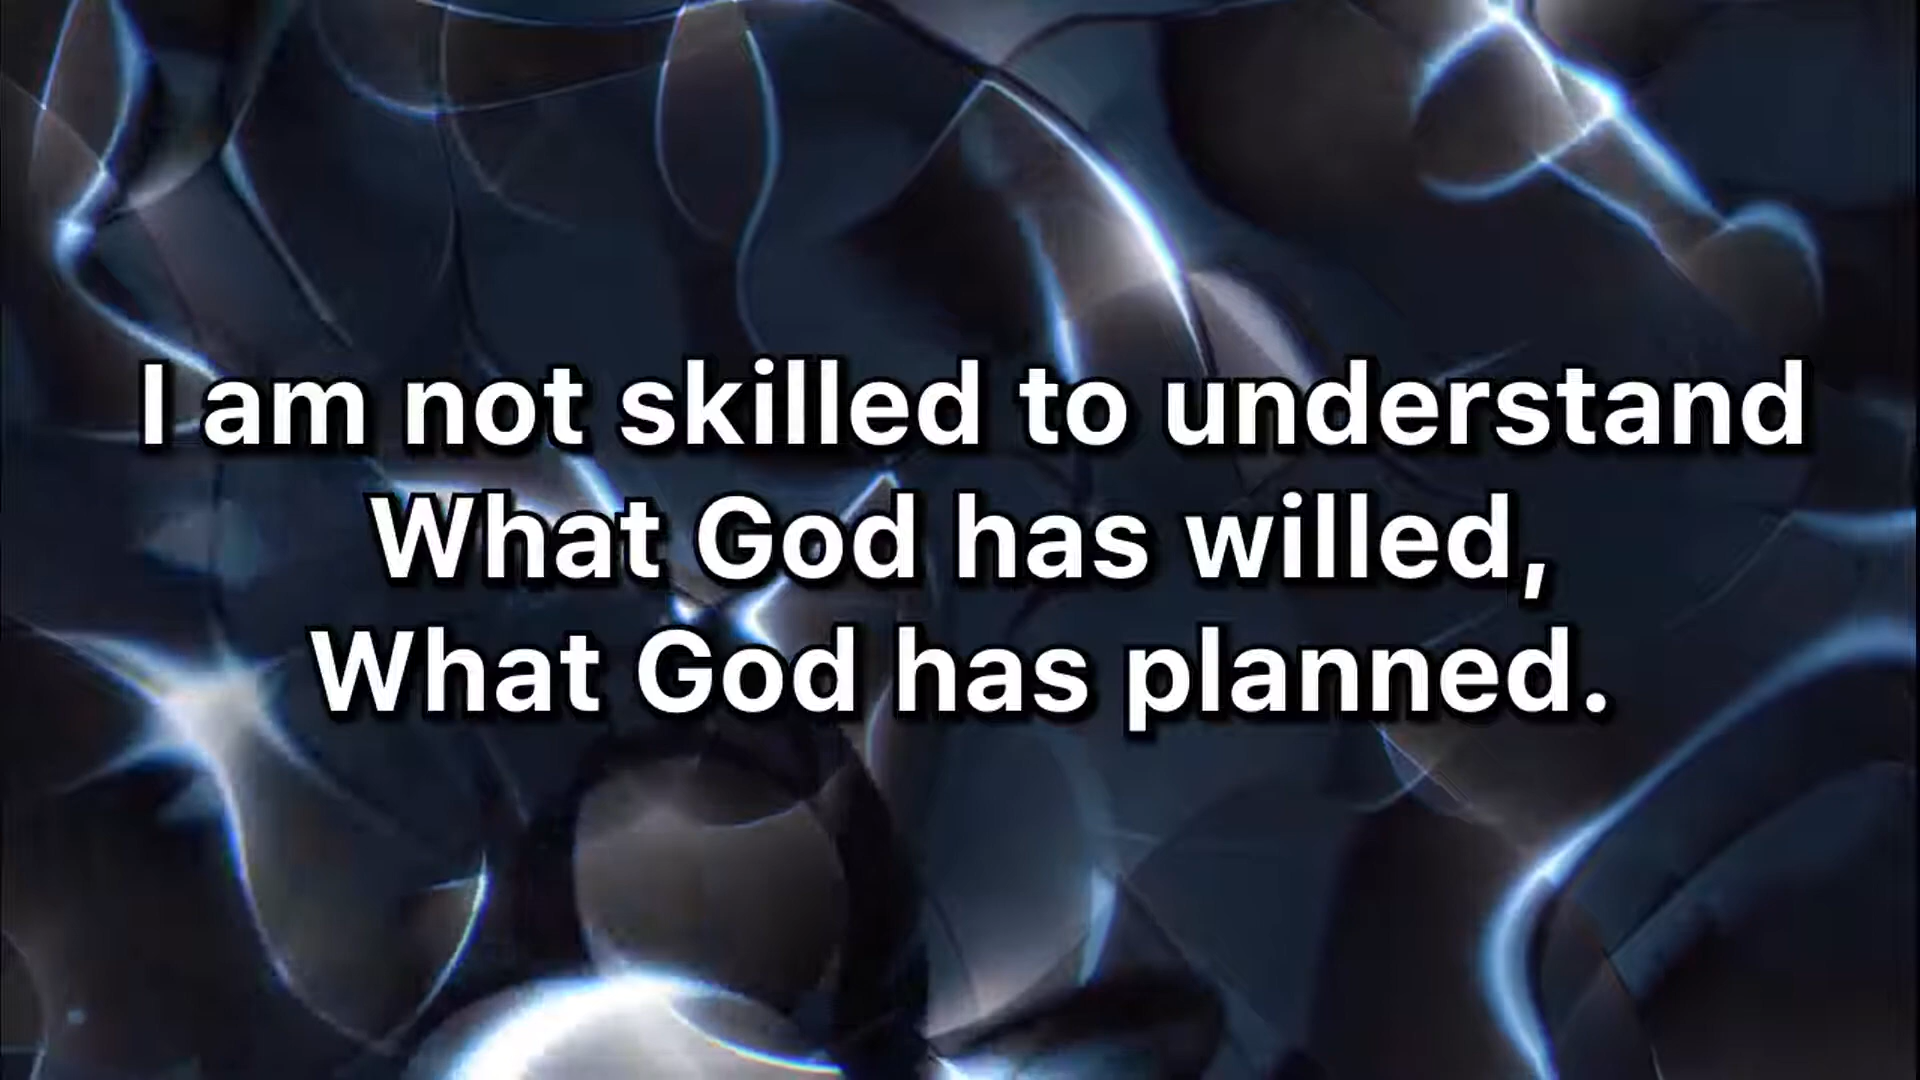 I am not skilled to understand
What God has willed,
What God has planned.